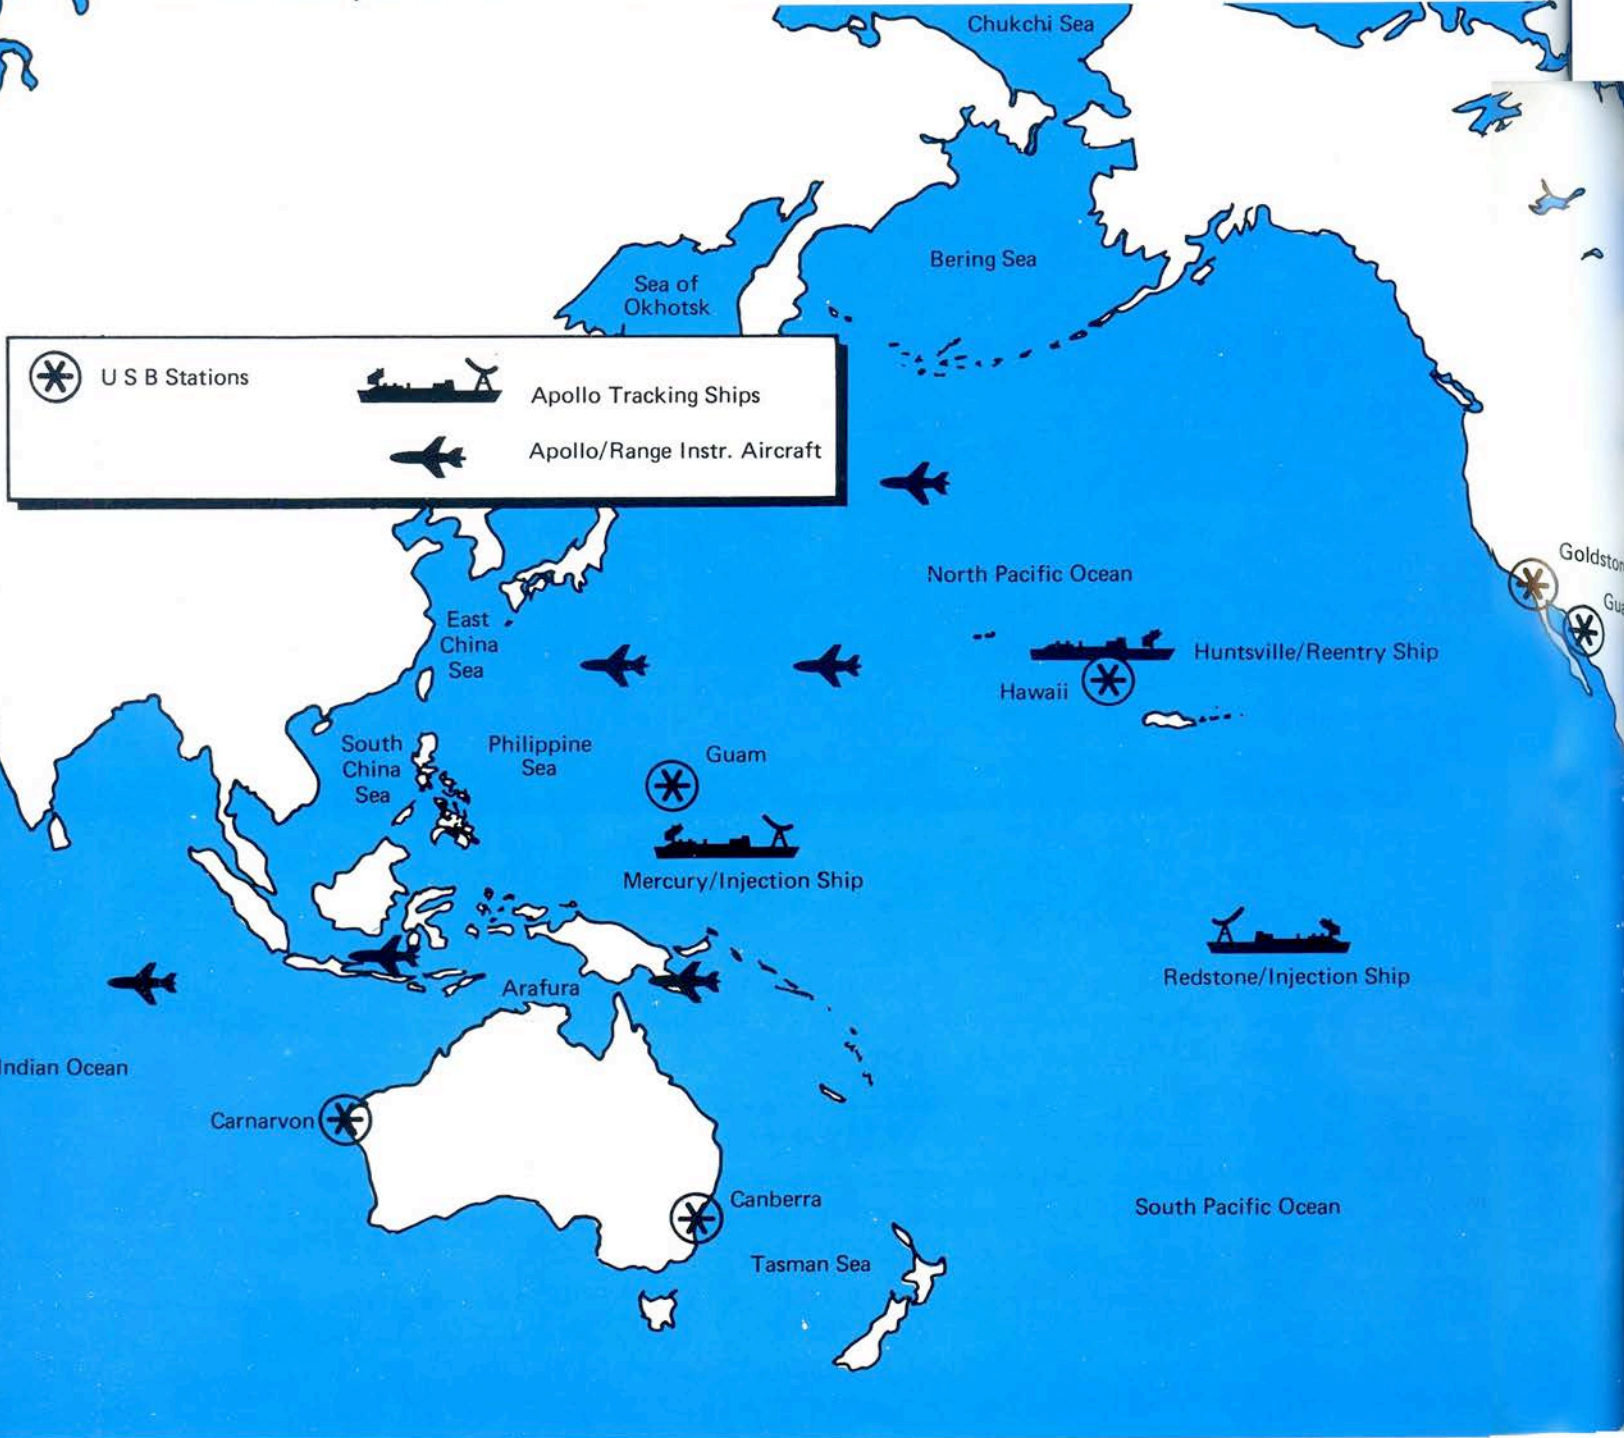 Chukchi Sea
Bering Sea
Sea of
Okhotsk
U S B Stations
Apollo Tracking Ships
Apollo/Range Instr. Aircraft
North Pacific Ocean
East
China
Sea
Huntsville/Reentry Ship
Hawaii
South
China
Sea
Philippine
Sea
Guam
Mercury/Injection Ship
Redstone/Injection Ship
Arafura
Indian Ocean
Carnarvon
Canberra
South Pacific Ocean
Tasman Sea